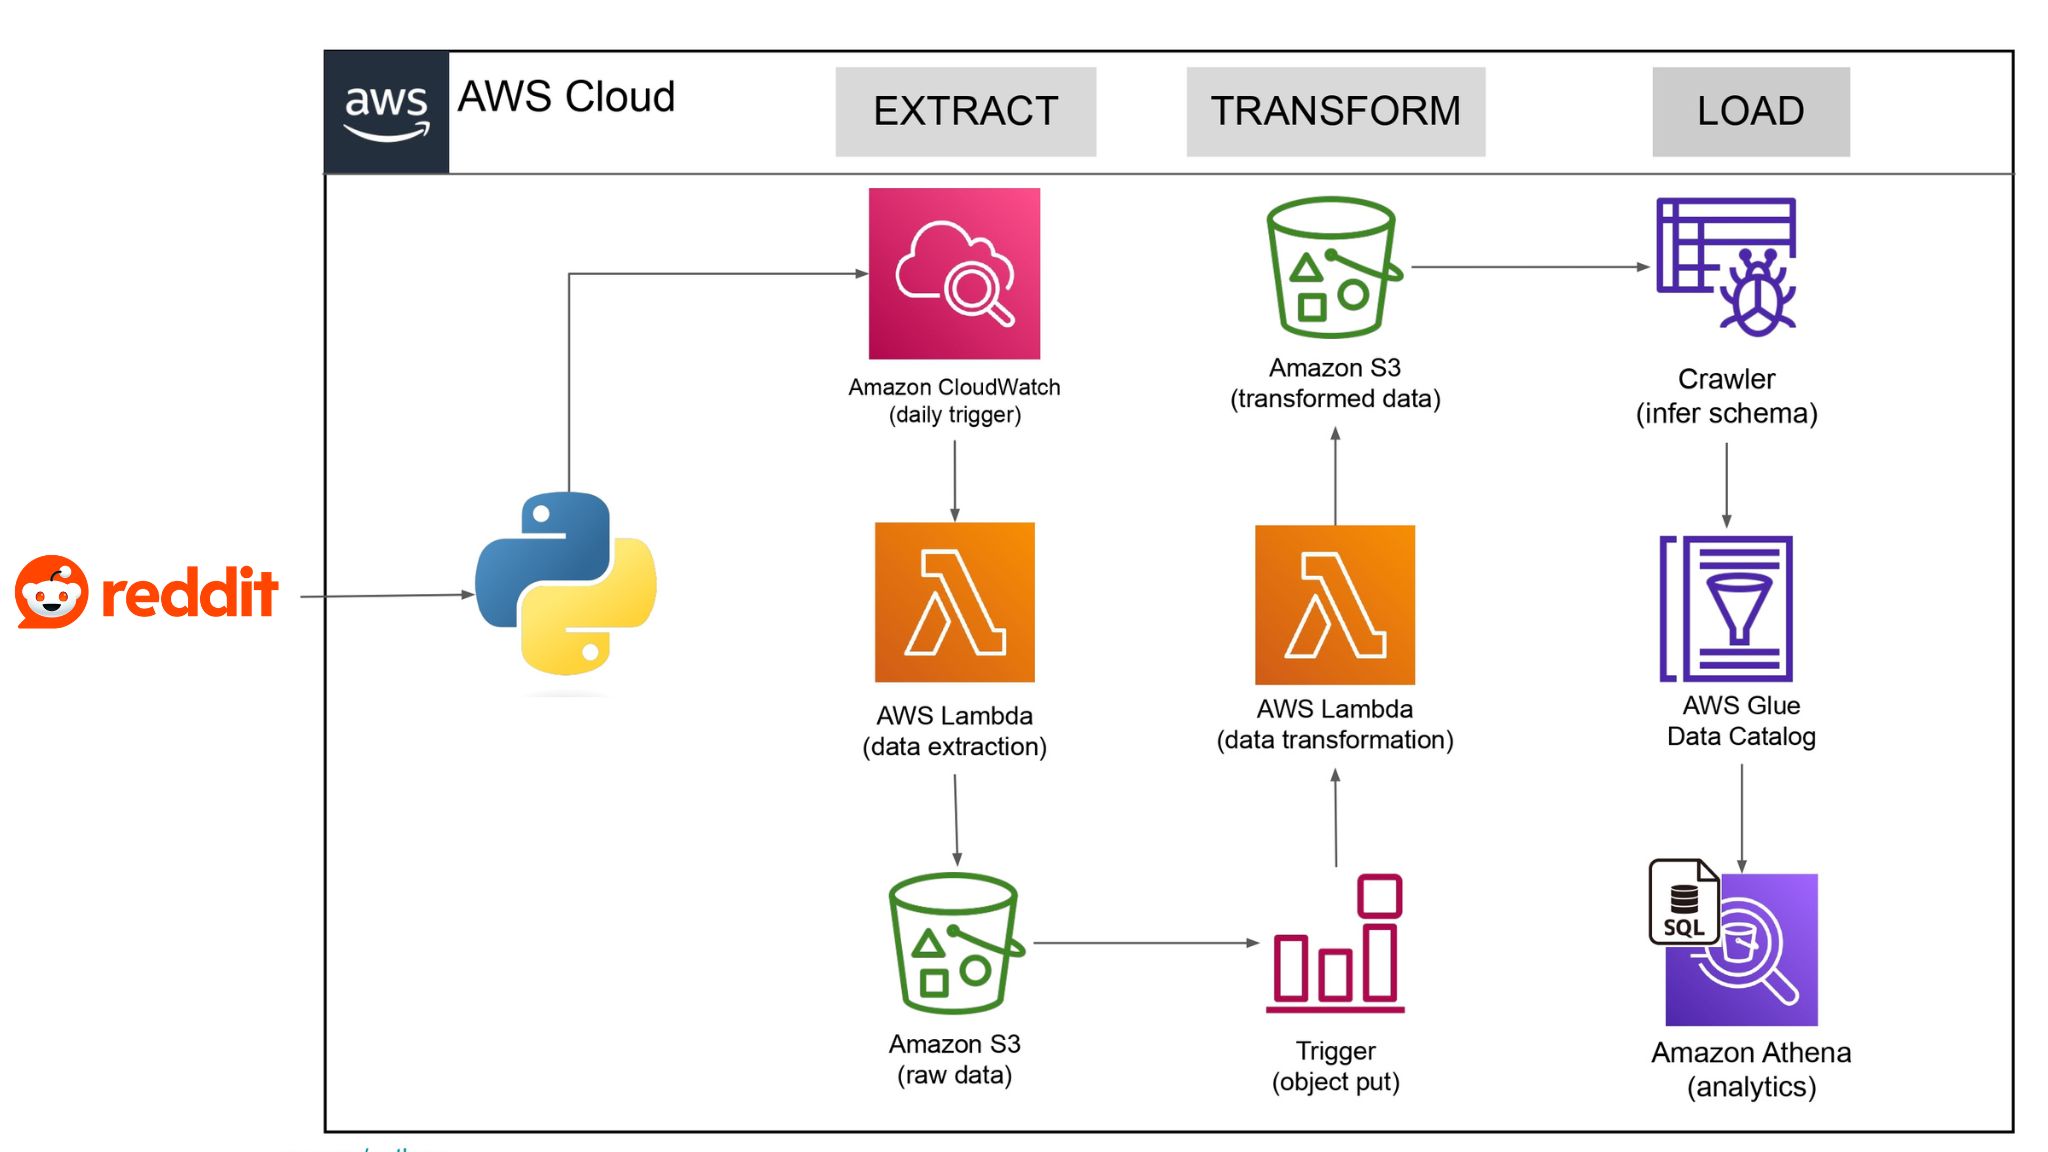 aws
AWS Cloud
EXTRACT
TRANSFORM
LOAD
Amazon CloudWatch
(daily trigger)
Amazon S3
(transformed data)
Crawler
(infer schema)
reddit
AWS Lambda
(data extraction)
AWS Lambda
(data transformation)
AWS Glue
Data Catalog
SQL
Amazon S3
(raw data)
Trigger
(object put)
Amazon Athena
(analytics)